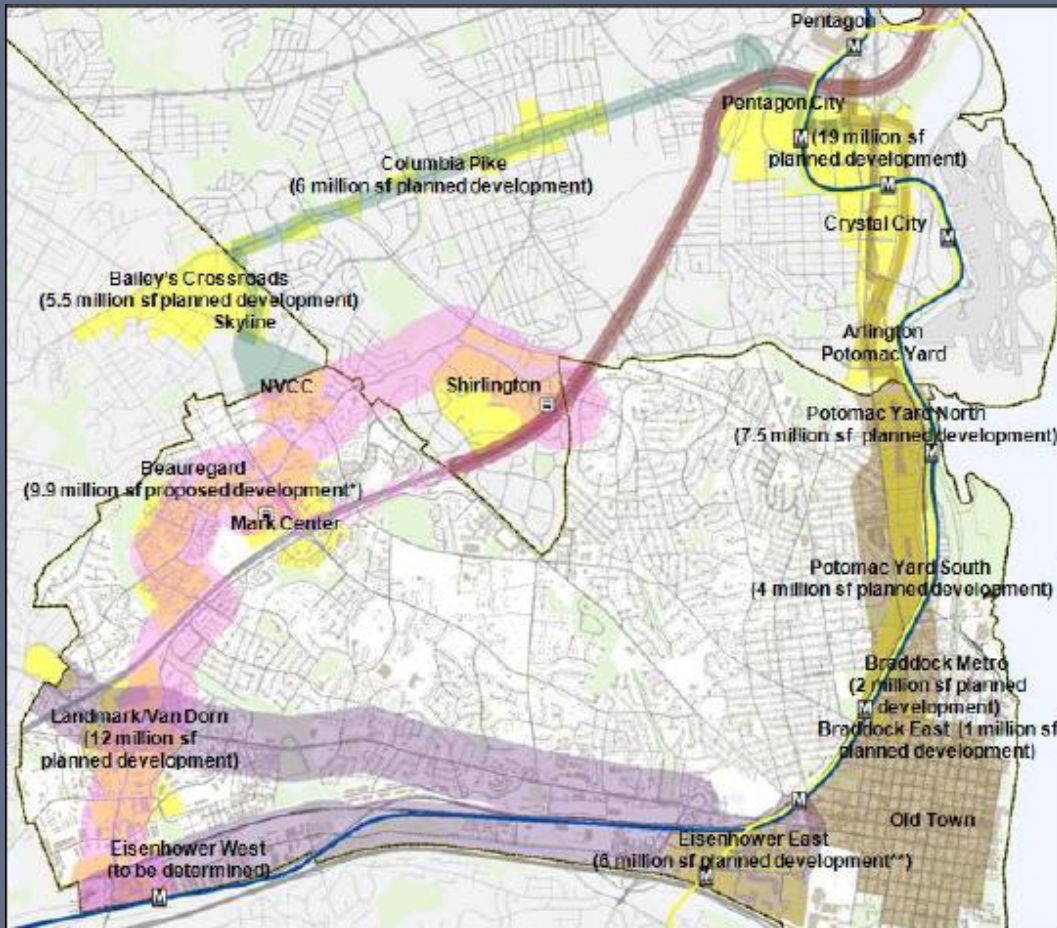 Pentagon
Pentagon City
(19 million sf
planned development)
Columbia Pike
(6 million sf planned development)
Crystal City
Bailey's Crossroads
(5.5 million sf planned development)
Skyline
Arlington
Potomac Yard
NVCC
Shirlington
Potomac Yard North
(7.5 million sf planned development)
Beauregard
(9.9 million sf proposed development*)
Mark Center
Potomac Yard South
(4 million sf planned development)
Braddock Metro
(2 million sf planned
development)
Braddock East (1 million sf
planned development)
Landmark/Van Dorn
(12 million sf
planned development)
Old Town
Eisenhower East
(6 million sf planned development**)
Eisenhower West
(to be determined)
M
M
M
M
M
M
M
M
M